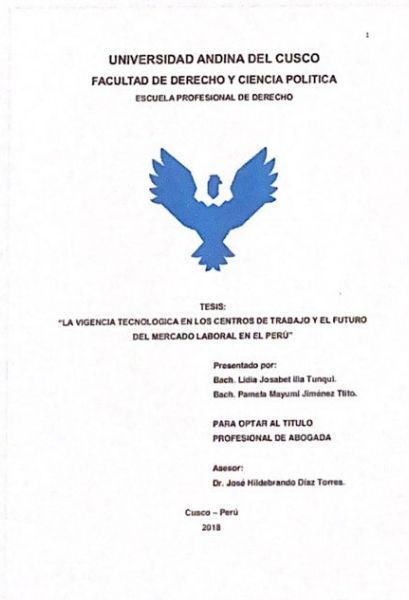 1
UNIVERSIDAD ANDINA DEL CUSCO
FACULTAD DE DERECHO Y CIENCIA POLITICA
ESCUELA PROFESIONAL DE DERECHO
TESIS:
"LA VIGENCIA TECNOLOGICA EN LOS CENTROS DE TRABAJO Y EL FUTURO
DEL MERCADO LABORAL EN EL PERÚ"
Presentado por:
Bach. Lidia Josabet Illa Tunqui.
Bach. Pamela Mayumi Jiménez Ttito.
PARA OPTAR AL TITULO
PROFESIONAL DE ABOGADA
Asesor:
Dr. José Hildebrando Díaz Torres.
Cusco – Perú
2018